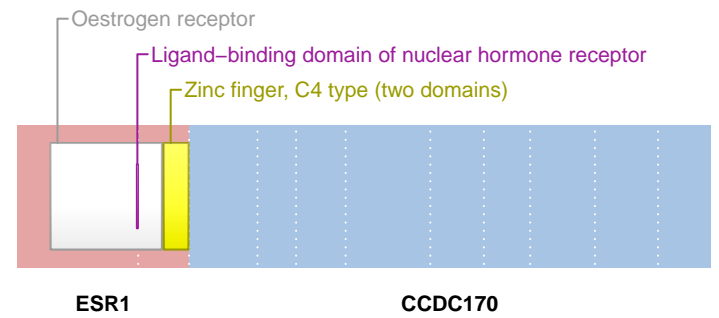 Oestrogen receptor
Ligand−binding domain of nuclear hormone receptor
Zinc finger, C4 type (two domains)
ESR1 CCDC170